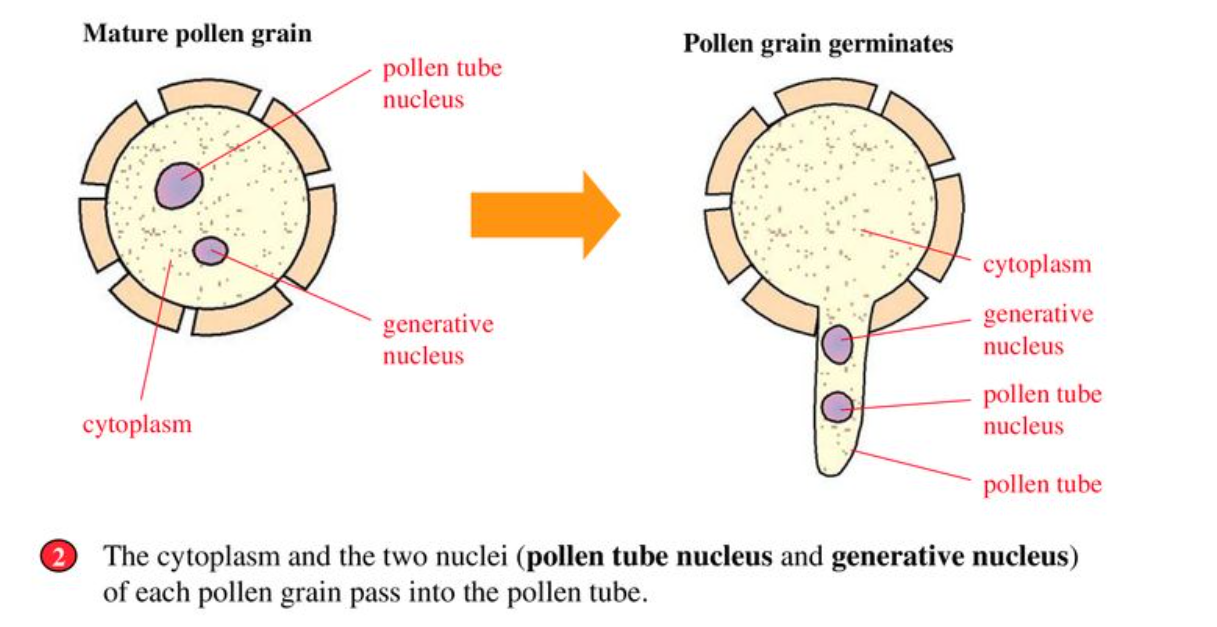 Mature pollen grain
pollen tube
nucleus
generative
nucleus
cytoplasm
Pollen grain germinates
cytoplasm
generative
nucleus
pollen tube
nucleus
pollen tube
2 The cytoplasm and the two nuclei (pollen tube nucleus and generative nucleus)
of each pollen grain pass into the pollen tube.